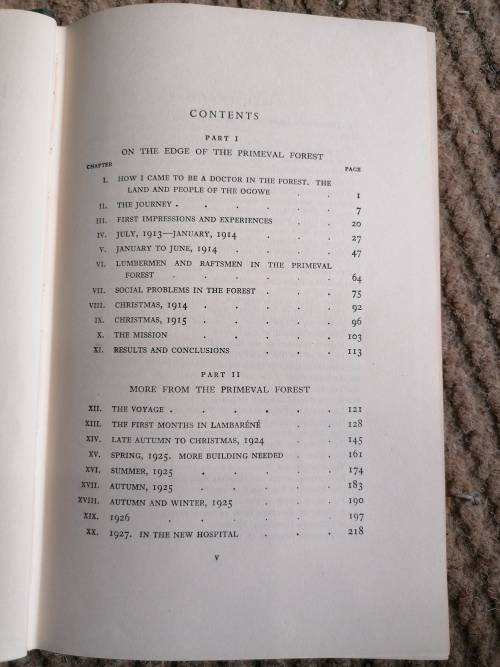 CONTENTS
PART I
ON THE EDGE OF THE PRIMEVAL FOREST
CHAPTER PAGE
I. HOW I CAME TO BE A DOCTOR IN THE FOREST. THE
LAND AND PEOPLE OF THE OGOWE . . 1
II. THE JOURNEY . . . . . . 7
III. FIRST IMPRESSIONS AND EXPERIENCES . . 20
IV. JULY, 1913—JANUARY, 1914 . . . . 27
V. JANUARY TO JUNE, 1914 . . . . 47
VI. LUMBERMEN AND RAFTSMEN IN THE PRIMEVAL
FOREST . . . . . . 64
VII. SOCIAL PROBLEMS IN THE FOREST . . . 75
VIII. CHRISTMAS, 1914 . . . . . 92
IX. CHRISTMAS, 1915 . . . . . 96
X. THE MISSION . . . . . 103
XI. RESULTS AND CONCLUSIONS . . . . 113
PART II
MORE FROM THE PRIMEVAL FOREST
XII. THE VOYAGE . . . . . . 121
XIII. THE FIRST MONTHS IN LAMBARÉNÉ . . 128
XIV. LATE AUTUMN TO CHRISTMAS, 1924 . . 145
XV. SPRING, 1925. MORE BUILDING NEEDED . . 161
XVI. SUMMER, 1925 . . . . . 174
XVII. AUTUMN, 1925 . . . . . 183
XVIII. AUTUMN AND WINTER, 1925 . . . 190
XIX. 1926 . . . . . . 197
XX. 1927. IN THE NEW HOSPITAL . . . 218
v